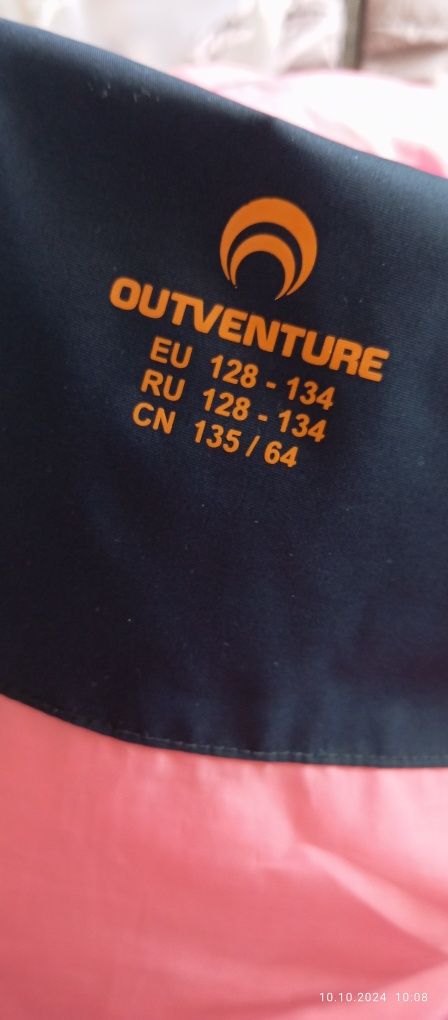 OUTVENTURE
EU 128 - 134
RU 128 - 134
CN 135 / 64
10.10.2024 10:08